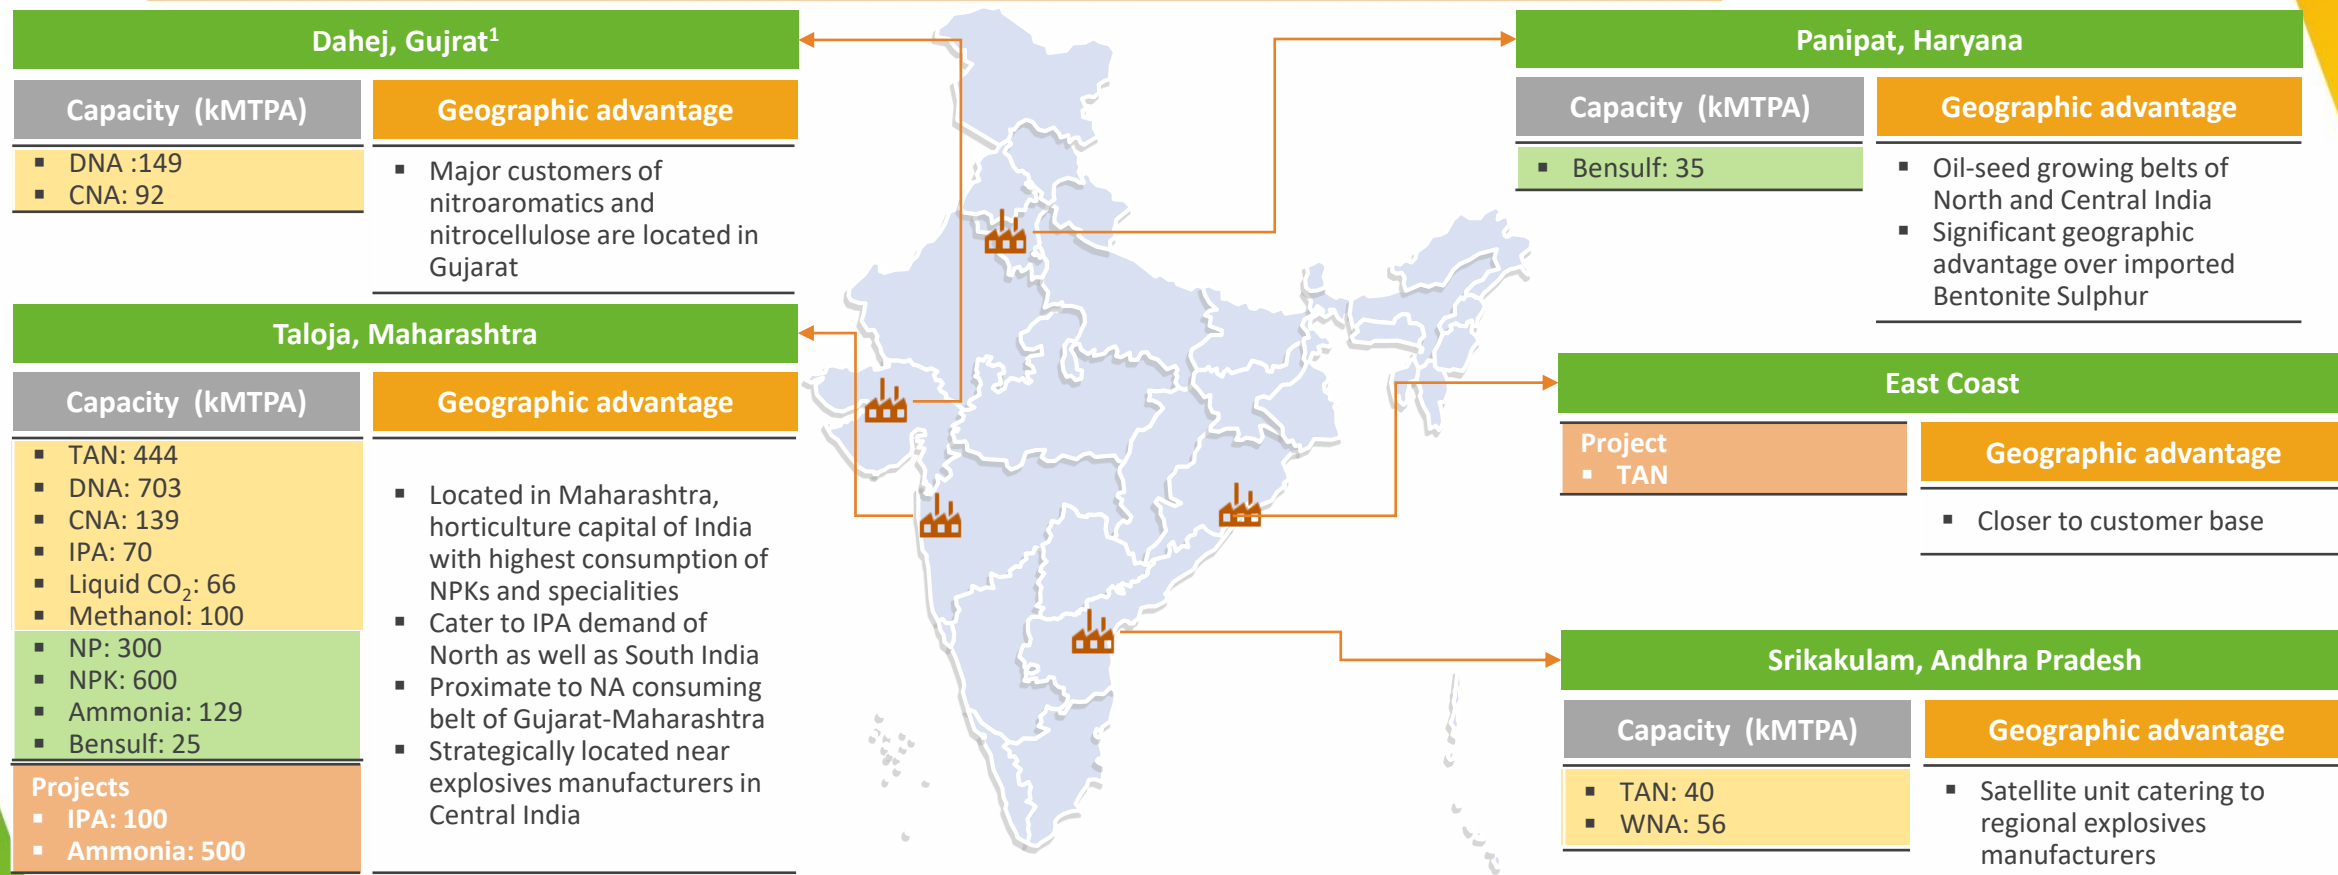 Dahej, Gujrat¹
Capacity (kMTPA)
Geographic advantage
▪ DNA :149
▪ CNA: 92
▪ Major customers of
nitroaromatics and
nitrocellulose are located in
Gujarat
Taloja, Maharashtra
Capacity (kMTPA)
Geographic advantage
▪ TAN: 444
▪ DNA: 703
▪ CNA: 139
▪ IPA: 70
▪ Liquid CO₂: 66
▪ Methanol: 100
▪ NP: 300
▪ NPK: 600
▪ Ammonia: 129
▪ Bensulf: 25
Projects
▪ IPA: 100
▪ Ammonia: 500
▪ Located in Maharashtra,
horticulture capital of India
with highest consumption of
NPKs and specialities
▪ Cater to IPA demand of
North as well as South India
▪ Proximate to NA consuming
belt of Gujarat-Maharashtra
▪ Strategically located near
explosives manufacturers in
Central India
Panipat, Haryana
Capacity (kMTPA)
Geographic advantage
▪ Bensulf: 35
▪ Oil-seed growing belts of
North and Central India
▪ Significant geographic
advantage over imported
Bentonite Sulphur
East Coast
Project
▪ TAN
Geographic advantage
▪ Closer to customer base
Srikakulam, Andhra Pradesh
Capacity (kMTPA)
Geographic advantage
▪ TAN: 40
▪ WNA: 56
▪ Satellite unit catering to
regional explosives
manufacturers